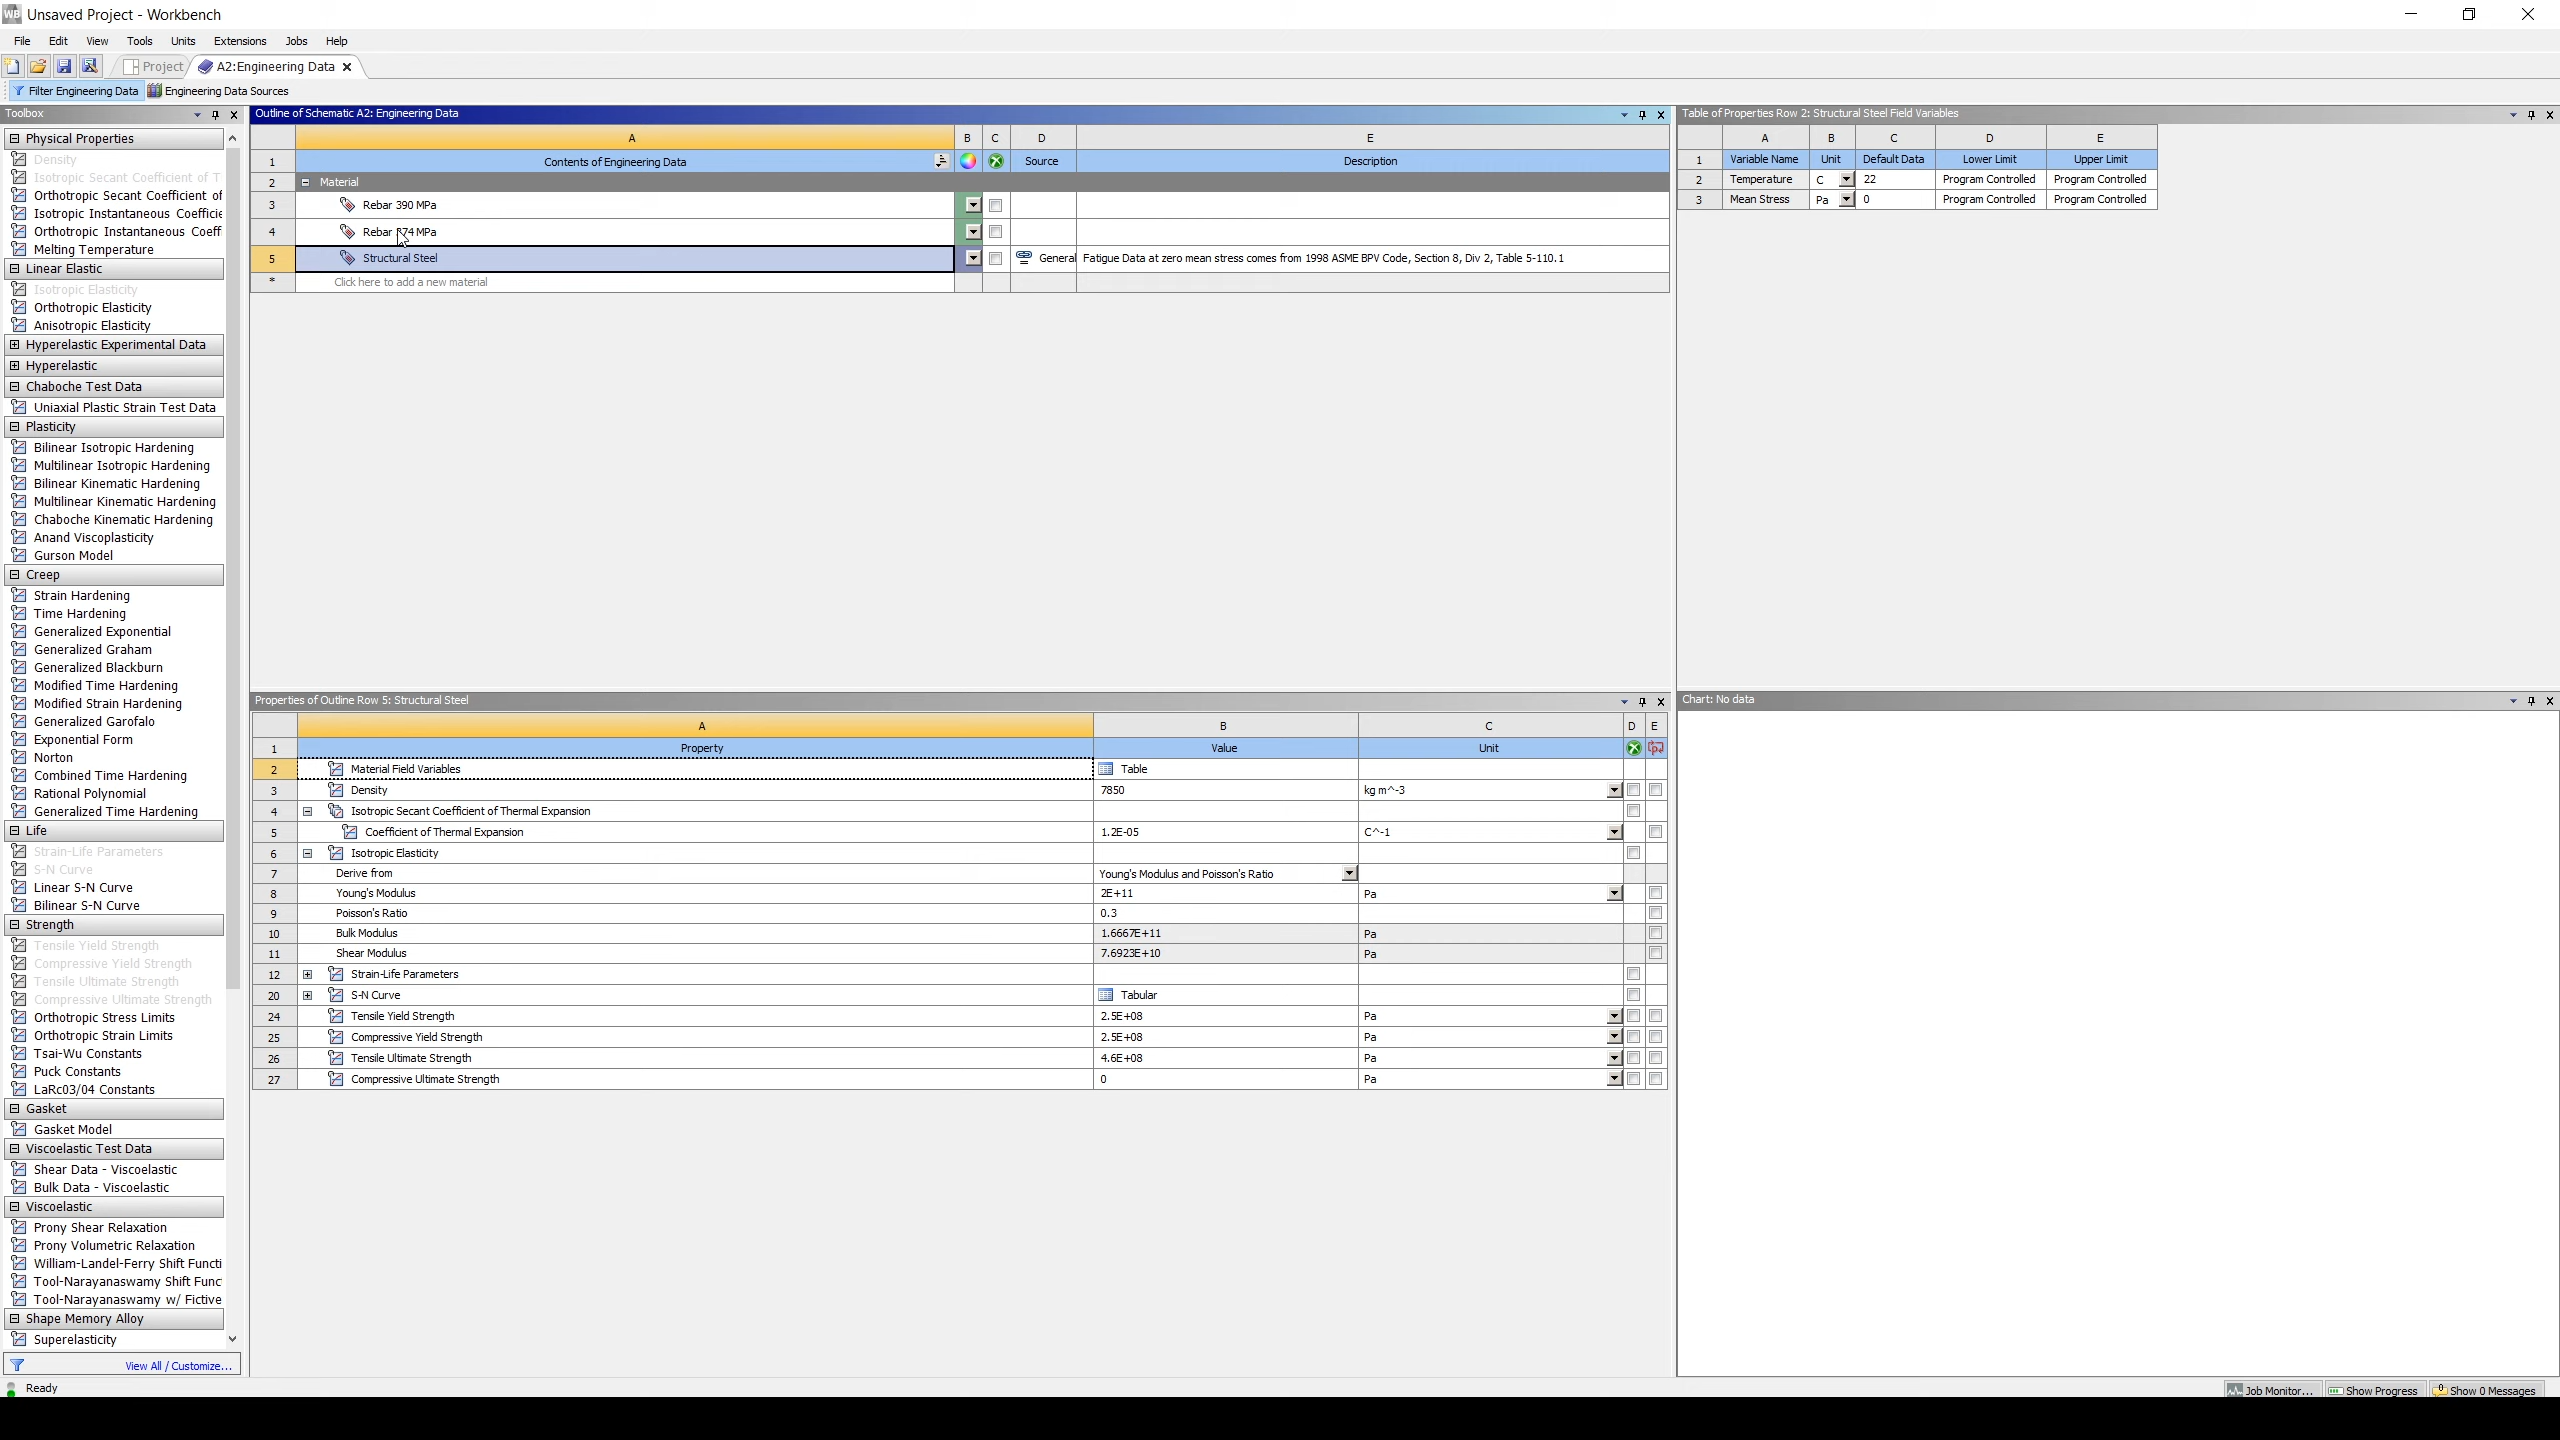 WB Unsaved Project - Workbench
File Edit View Tools Units Extensions Jobs Help
Project A2:Engineering Data
Filter Engineering Data Engineering Data Sources
Toolbox
Physical Properties
Density
Isotropic Secant Coefficient of T
Orthotropic Secant Coefficient of
Isotropic Instantaneous Coefficie
Orthotropic Instantaneous Coeff
Melting Temperature
Linear Elastic
Isotropic Elasticity
Orthotropic Elasticity
Anisotropic Elasticity
Hyperelastic Experimental Data
Hyperelastic
Chaboche Test Data
Uniaxial Plastic Strain Test Data
Plasticity
Bilinear Isotropic Hardening
Multilinear Isotropic Hardening
Bilinear Kinematic Hardening
Multilinear Kinematic Hardening
Chaboche Kinematic Hardening
Anand Viscoplasticity
Gurson Model
Creep
Strain Hardening
Time Hardening
Generalized Exponential
Generalized Graham
Generalized Blackburn
Modified Time Hardening
Modified Strain Hardening
Generalized Garofalo
Exponential Form
Norton
Combined Time Hardening
Rational Polynomial
Generalized Time Hardening
Life
Strain-Life Parameters
S-N Curve
Linear S-N Curve
Bilinear S-N Curve
Strength
Tensile Yield Strength
Compressive Yield Strength
Tensile Ultimate Strength
Compressive Ultimate Strength
Orthotropic Stress Limits
Orthotropic Strain Limits
Tsai-Wu Constants
Puck Constants
LaRc03/04 Constants
Gasket
Gasket Model
Viscoelastic Test Data
Shear Data - Viscoelastic
Bulk Data - Viscoelastic
Viscoelastic
Prony Shear Relaxation
Prony Volumetric Relaxation
William-Landel-Ferry Shift Functi
Tool-Narayanaswamy Shift Func
Tool-Narayanaswamy w/ Fictive
Shape Memory Alloy
Superelasticity
View All / Customize...
Ready
Outline of Schematic A2: Engineering Data
A B C D E
1 Contents of Engineering Data Source Description
2 Material
3 Rebar 390 MPa
4 Rebar MPa
5 Structural Steel General Fatigue Data at zero mean stress comes from 1998 ASME BPV Code, Section 8, Div 2, Table 5-110.1
* Click here to add a new material
Properties of Outline Row 5: Structural Steel
A B C D E
1 Property Value Unit
2 Material Field Variables Table
3 Density 7850 kg m^-3
4 Isotropic Secant Coefficient of Thermal Expansion
5 Coefficient of Thermal Expansion 1.2E-05 C^-1
6 Isotropic Elasticity
7 Derive from Young's Modulus and Poisson's Ratio
8 Young's Modulus 2E+11 Pa
9 Poisson's Ratio 0.3
10 Bulk Modulus 1.6667E+11 Pa
11 Shear Modulus 7.6923E+10 Pa
12 Strain-Life Parameters
20 S-N Curve Tabular
24 Tensile Yield Strength 2.5E+08 Pa
25 Compressive Yield Strength 2.5E+08 Pa
26 Tensile Ultimate Strength 4.6E+08 Pa
27 Compressive Ultimate Strength 0 Pa
Table of Properties Row 2: Structural Steel Field Variables
A B C D E
1 Variable Name Unit Default Data Lower Limit Upper Limit
2 Temperature C 22 Program Controlled Program Controlled
3 Mean Stress Pa 0 Program Controlled Program Controlled
Chart: No data
Job Monitor... Show Progress Show 0 Messages